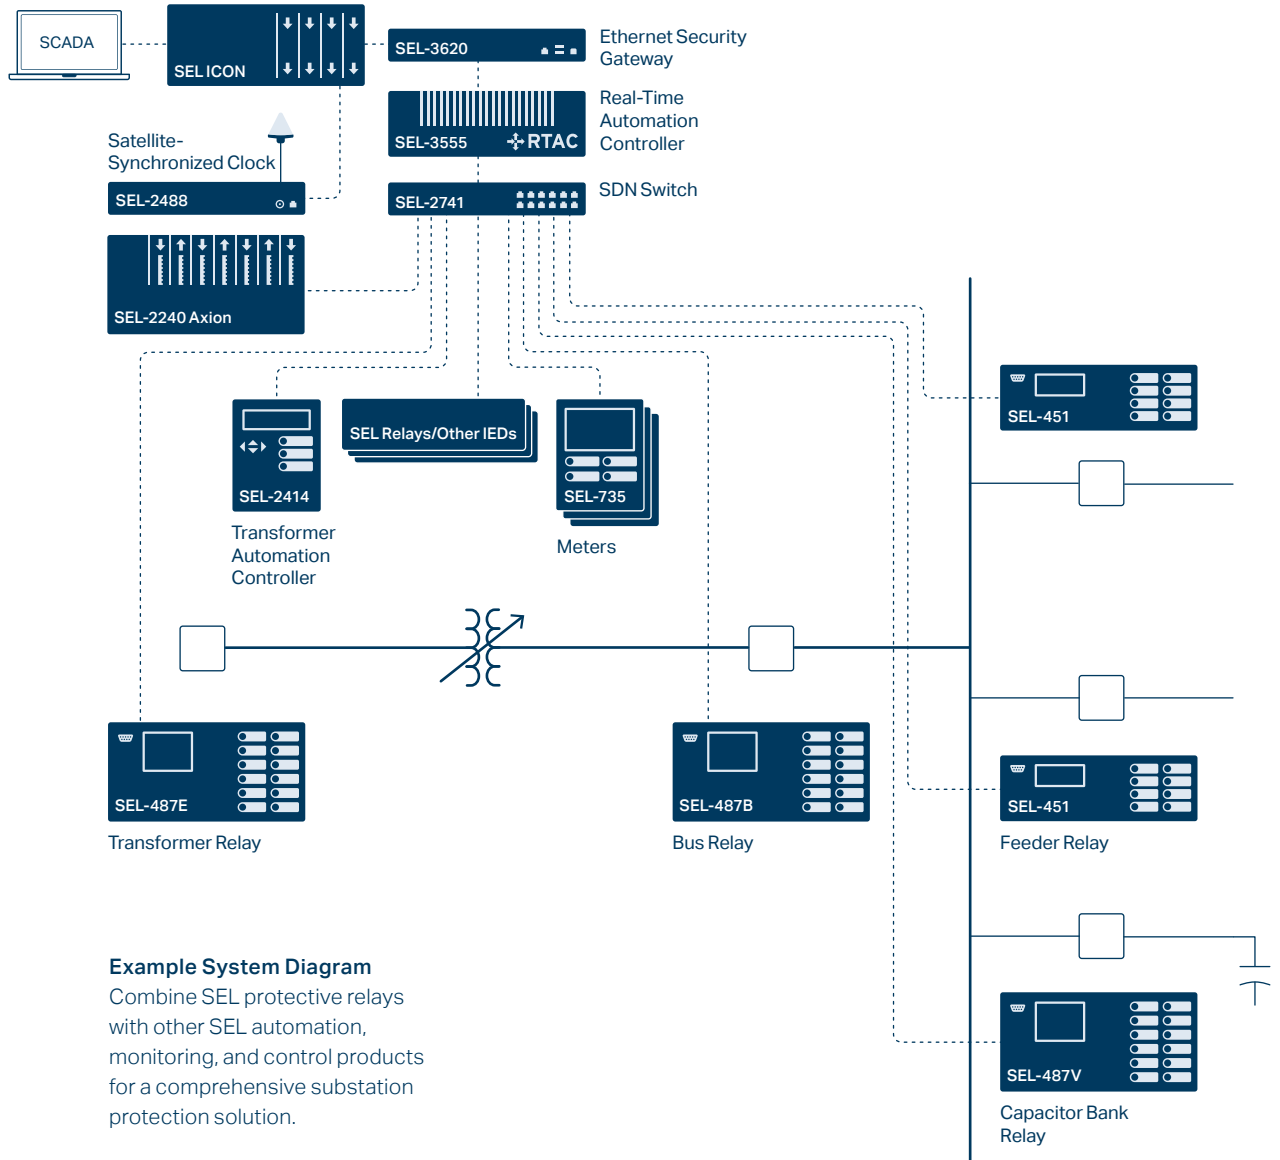 SCADA
SEL ICON
SEL-3620
Ethernet Security
Gateway
SEL-3555
RTAC
Real-Time
Automation
Controller
Satellite-
Synchronized Clock
SEL-2488
SEL-2741
SDN Switch
SEL-2240 Axion
SEL-2414
Transformer
Automation
Controller
SEL Relays/Other IEDs
SEL-735
Meters
SEL-451
SEL-487E
Transformer Relay
SEL-487B
Bus Relay
SEL-451
Feeder Relay
SEL-487V
Capacitor Bank
Relay
Example System Diagram
Combine SEL protective relays
with other SEL automation,
monitoring, and control products
for a comprehensive substation
protection solution.